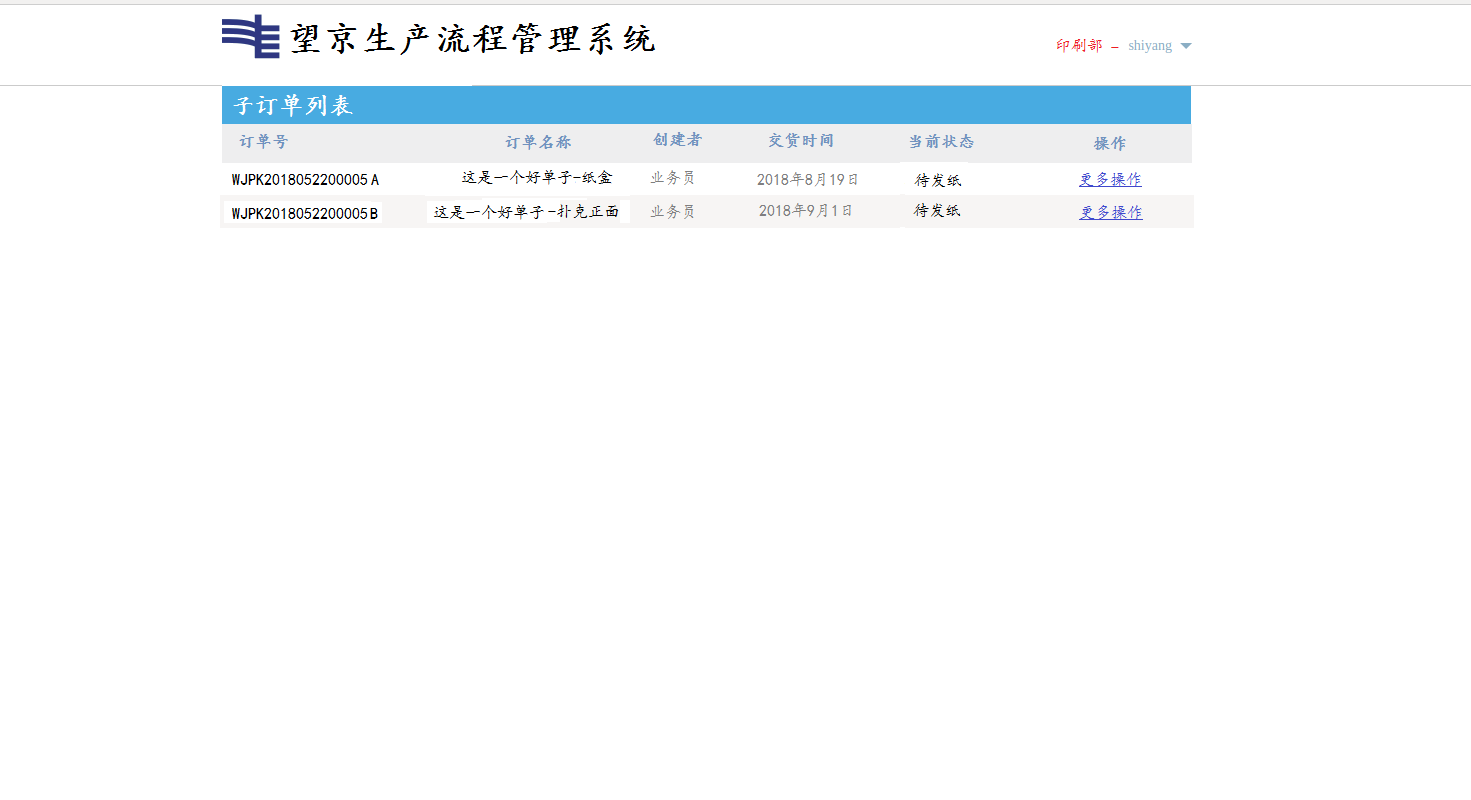 望京生产流程管理系统
印刷部 - shiyang
子订单列表
订单号 订单名称 创建者 交货时间 当前状态 操作
WJPK2018052200005A 这是一个好单子-纸盒 业务员 2018年8月19日 待发纸 更多操作
WJPK2018052200005B 这是一个好单子-扑克正面 业务员 2018年9月1日 待发纸 更多操作